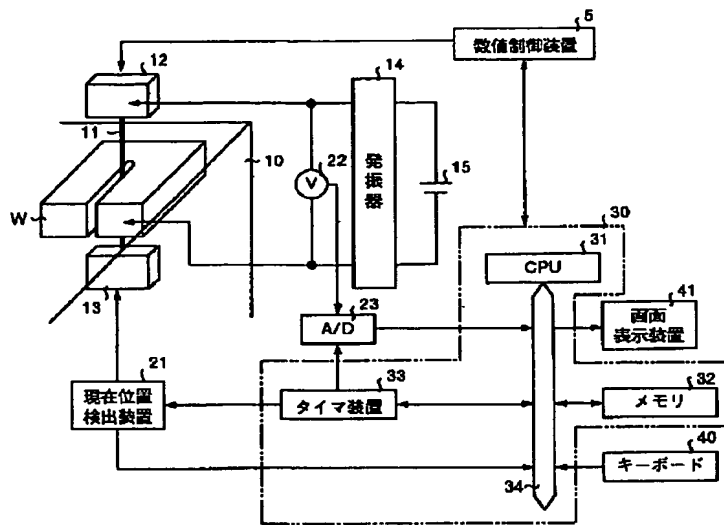 5
数値制御装置
12
14
11
10
22
V
発振器
15
W
30
31
CPU
13
23
A/D
41
画面
表示装置
21
現在位置
検出装置
33
タイマ装置
32
メモリ
40
キーボード
34